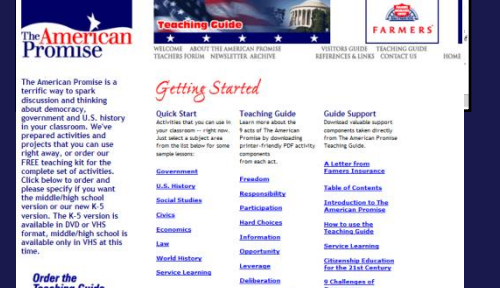 The American
Promise
Teaching Guide
FARMERS
WELCOME ABOUT THE AMERICAN PROMISE VISITORS GUIDE TEACHING GUIDE
TEACHERS FORUM NEWSLETTER ARCHIVE REFERENCES & LINKS CONTACT US HOME
The American Promise is a
terrific way to spark
discussion and thinking
about democracy,
government and U.S. history
in your classroom. We've
prepared activities and
projects that you can use
right away, or order our
FREE teaching kit for the
complete set of activities.
Click below to order and
please specify if you want
the middle/high school
version or our new K-5
version. The K-5 version is
available in DVD or VHS
format, middle/high school is
available only in VHS at this
time.
Order the
Teaching Guide
Getting Started
Quick Start
Activities that you can use in
your classroom -- right now.
Just select a subject area
from the list below for some
sample lessons:
Government
U.S. History
Social Studies
Civics
Economics
Law
World History
Service Learning
Teaching Guide
Learn more about the
9 acts of The American
Promise by downloading
printer-friendly PDF activity
components
from each act.
Freedom
Responsibility
Participation
Hard Choices
Information
Opportunity
Leverage
Deliberation
Guide Support
Download valuable support
components taken directly
from The American Promise
Teaching Guide.
A Letter from
Famers Insurance
Table of Contents
Introduction to The
American Promise
How to use the
Teaching Guide
Service Learning
Citizenship Education
for the 21st Century
9 Challenges of